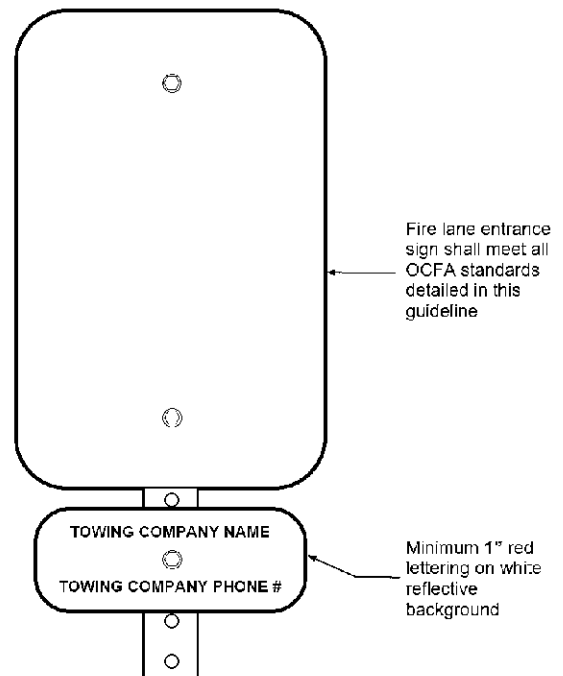 Fire lane entrance
sign shall meet all
OCFA standards
detailed in this
guideline
TOWING COMPANY NAME
TOWING COMPANY PHONE #
Minimum 1" red
lettering on white
reflective
background